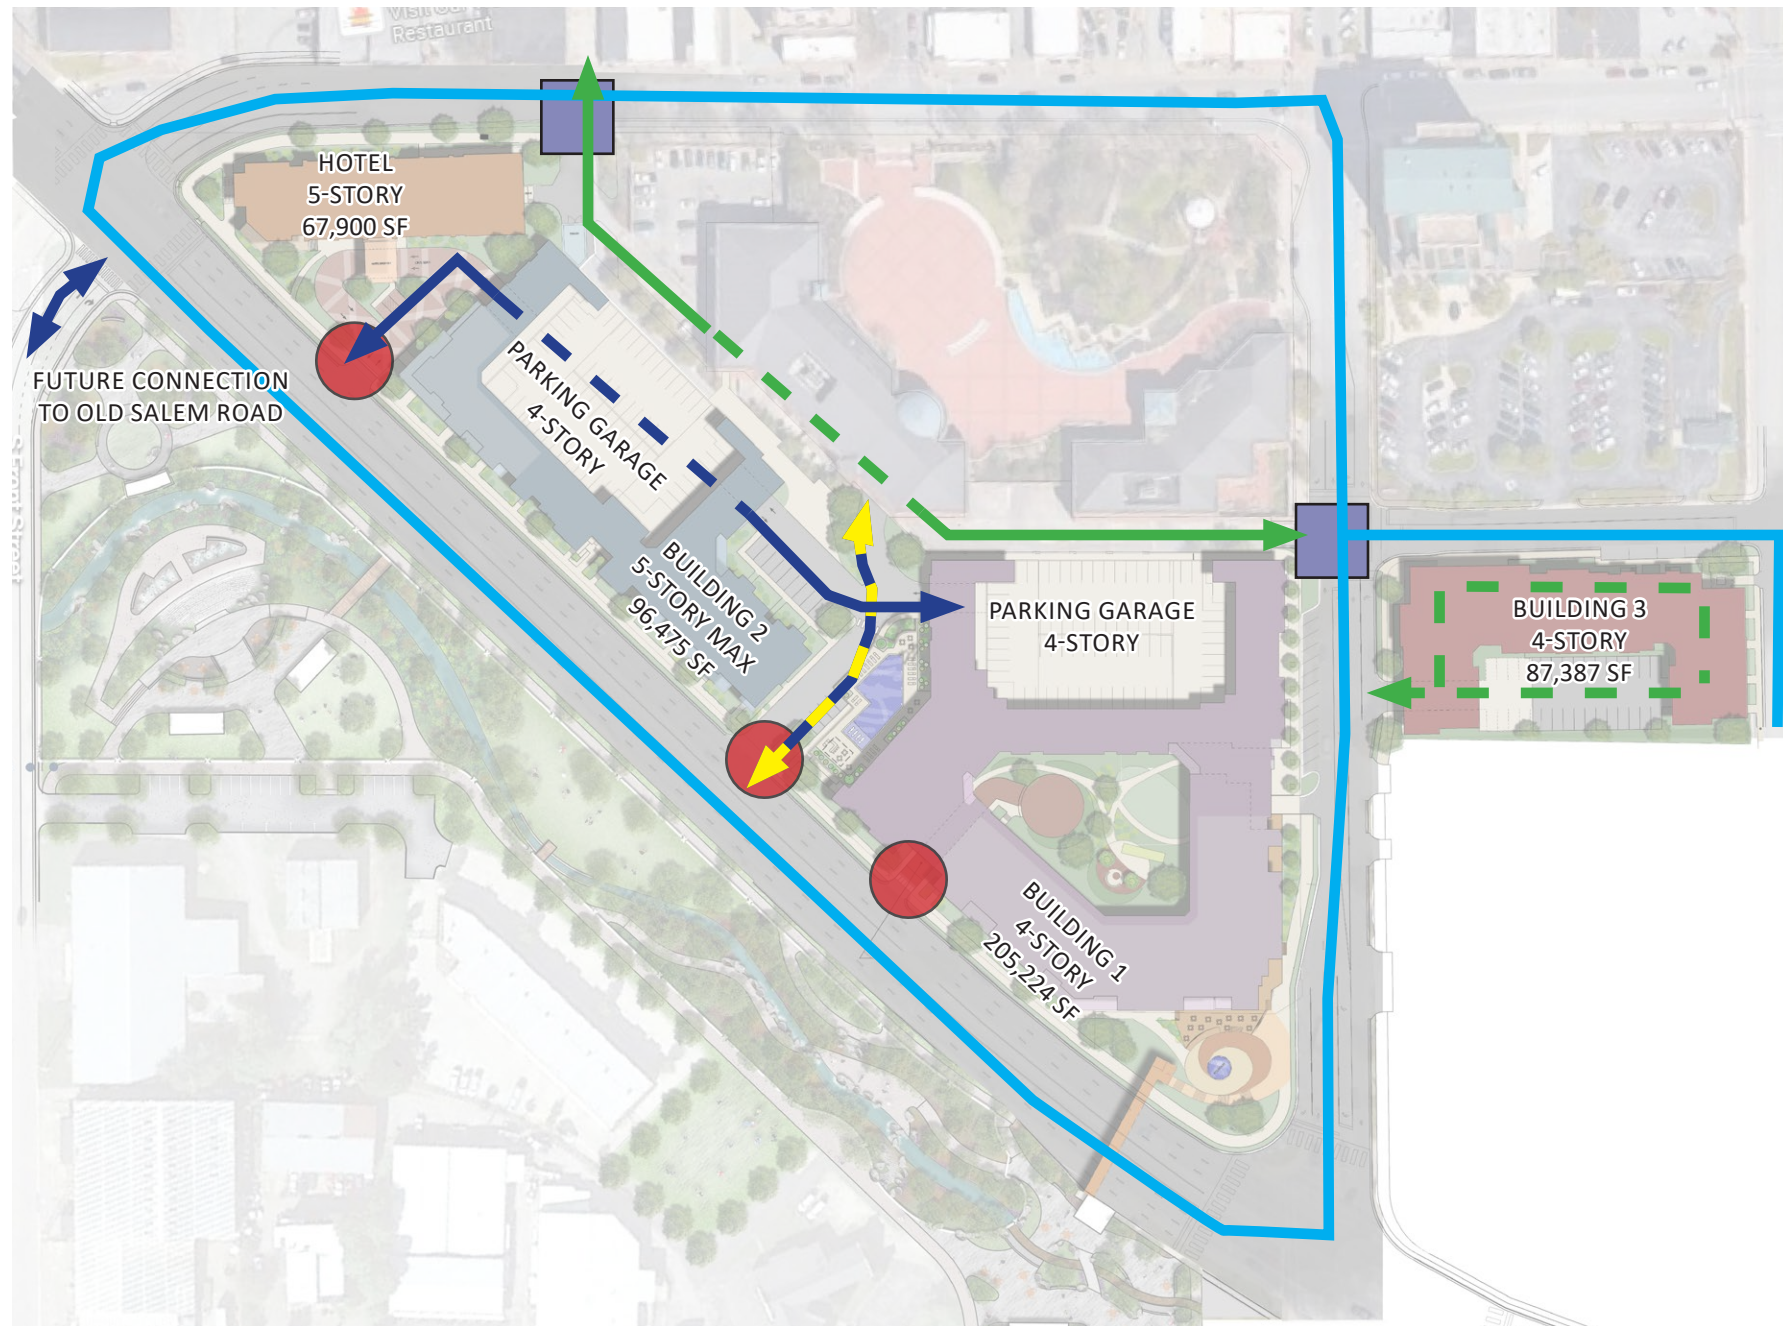 Restaurant
HOTEL
5-STORY
67,900 SF
FUTURE CONNECTION
TO OLD SALEM ROAD
PARKING GARAGE
4-STORY
BUILDING 2
5-STORY MAX
96,475 SF
PARKING GARAGE
4-STORY
BUILDING 3
4-STORY
87,387 SF
BUILDING 1
4-STORY
205,224 SF
S Front Street